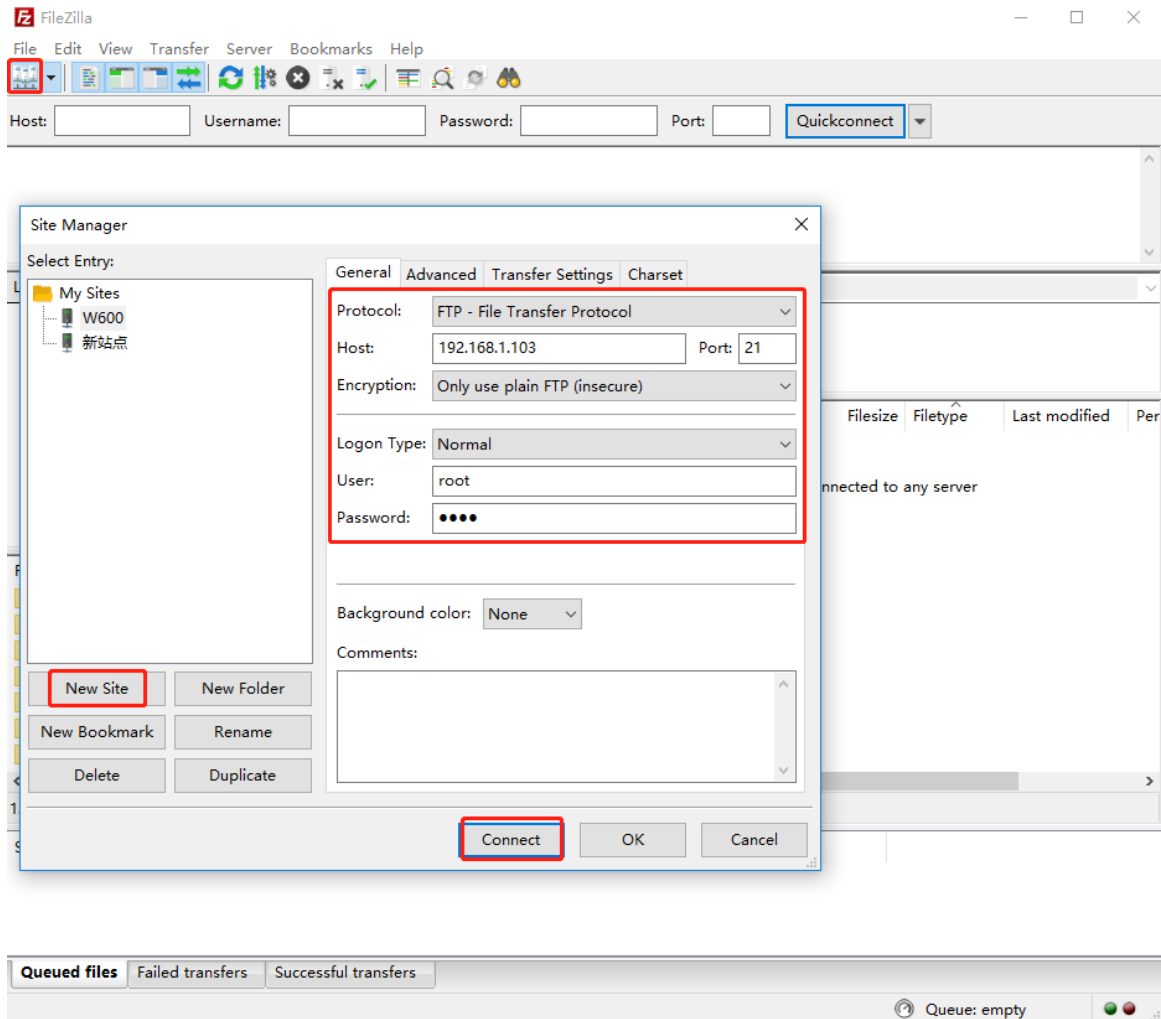 FileZilla
File Edit View Transfer Server Bookmarks Help
Host: Username: Password: Port: Quickconnect
Site Manager
Select Entry:
My Sites
W600
新站点
General Advanced Transfer Settings Charset
Protocol: FTP - File Transfer Protocol
Host: 192.168.1.103 Port: 21
Encryption: Only use plain FTP (insecure)
Logon Type: Normal
User: root
Password: ●●●●
Background color: None
Comments:
New Site New Folder
New Bookmark Rename
Delete Duplicate
Connect OK Cancel
Filesize Filetype Last modified Per
nnected to any server
Queued files Failed transfers Successful transfers
Queue: empty